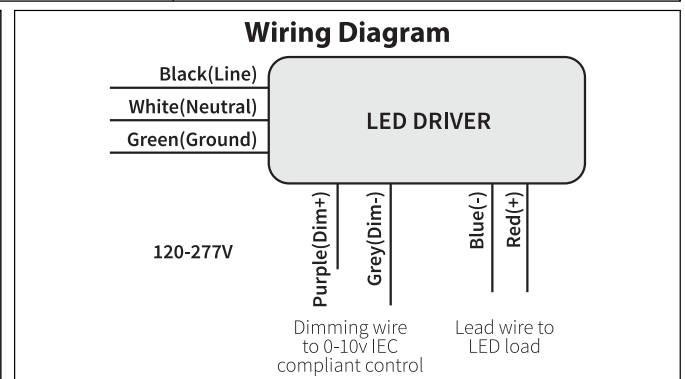 Wiring Diagram
Black(Line)
White(Neutral)
Green(Ground)
LED DRIVER
120-277V
Purple(Dim+)
Grey(Dim-)
Blue(-)
Red(+)
Dimming wire
to 0-10v IEC
compliant control
Lead wire to
LED load